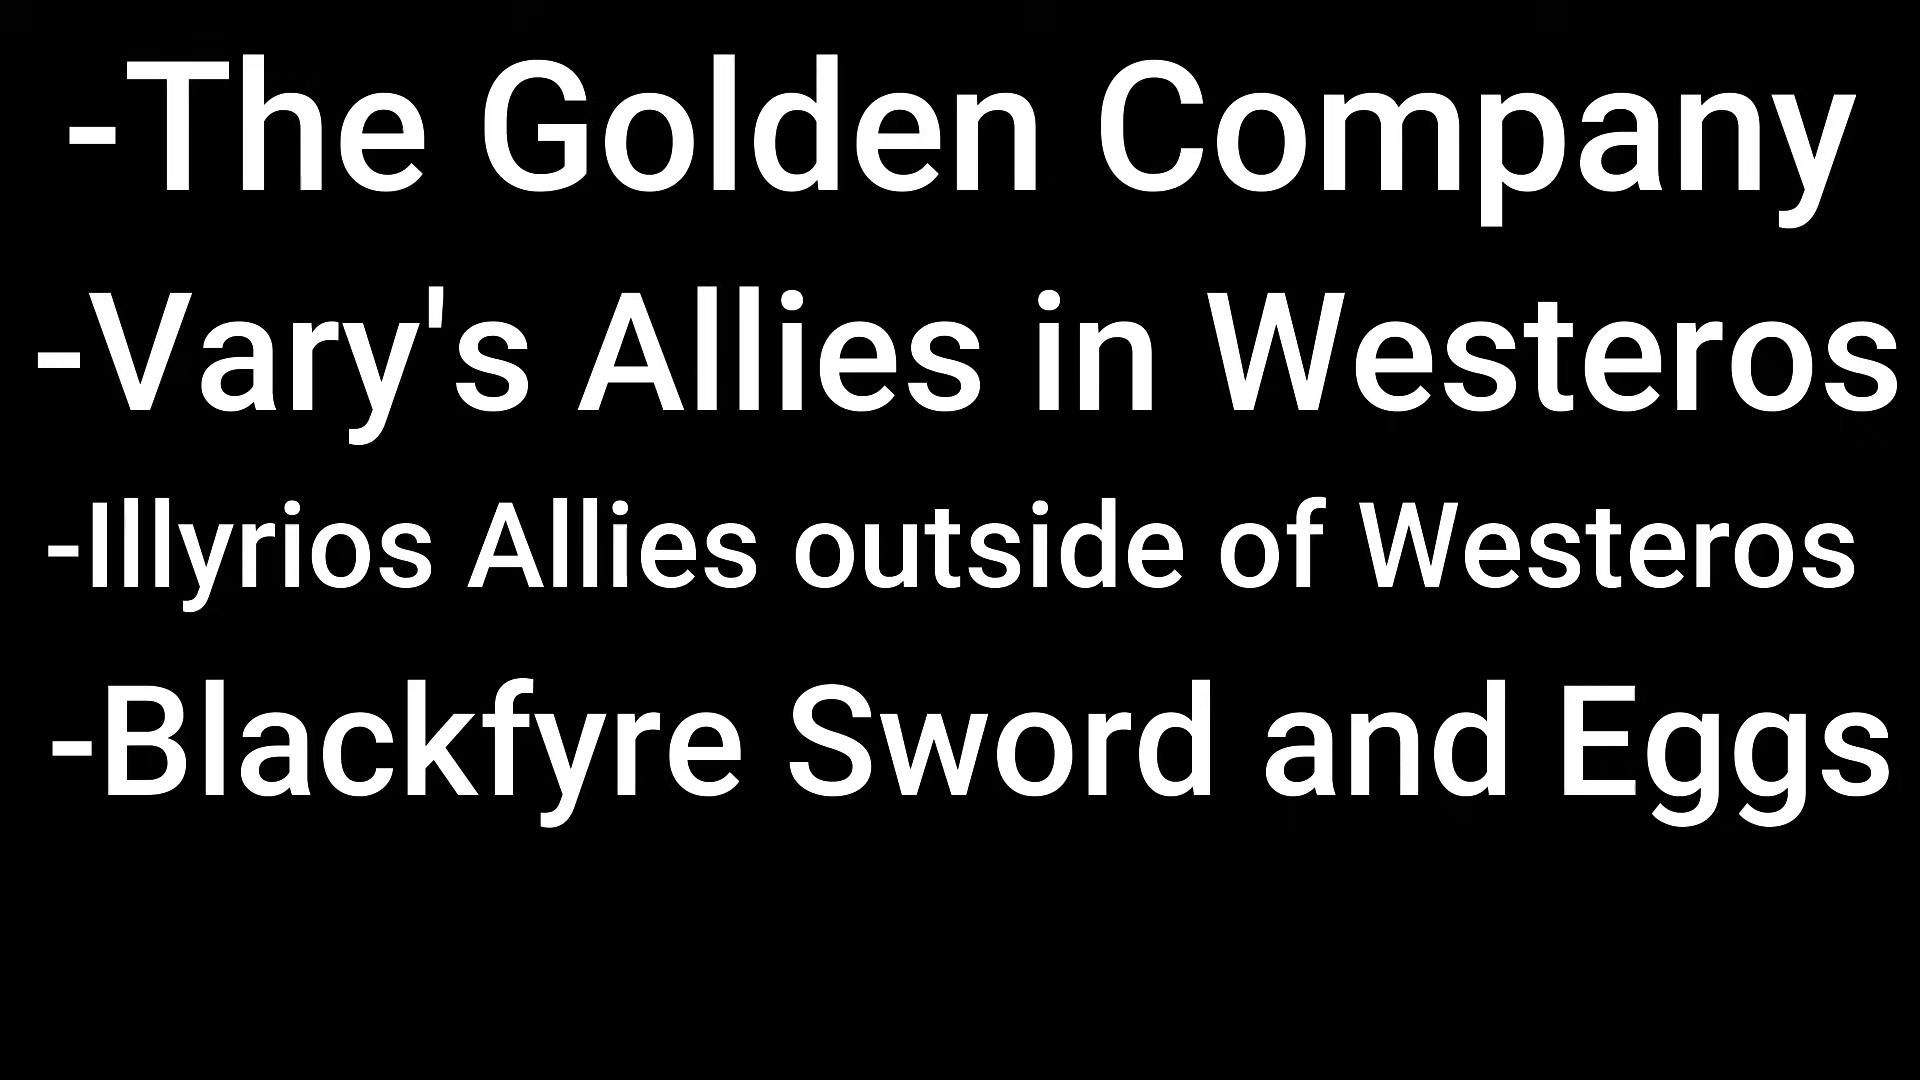 -The Golden Company
-Vary's Allies in Westeros
-Illyrios Allies outside of Westeros
-Blackfyre Sword and Eggs